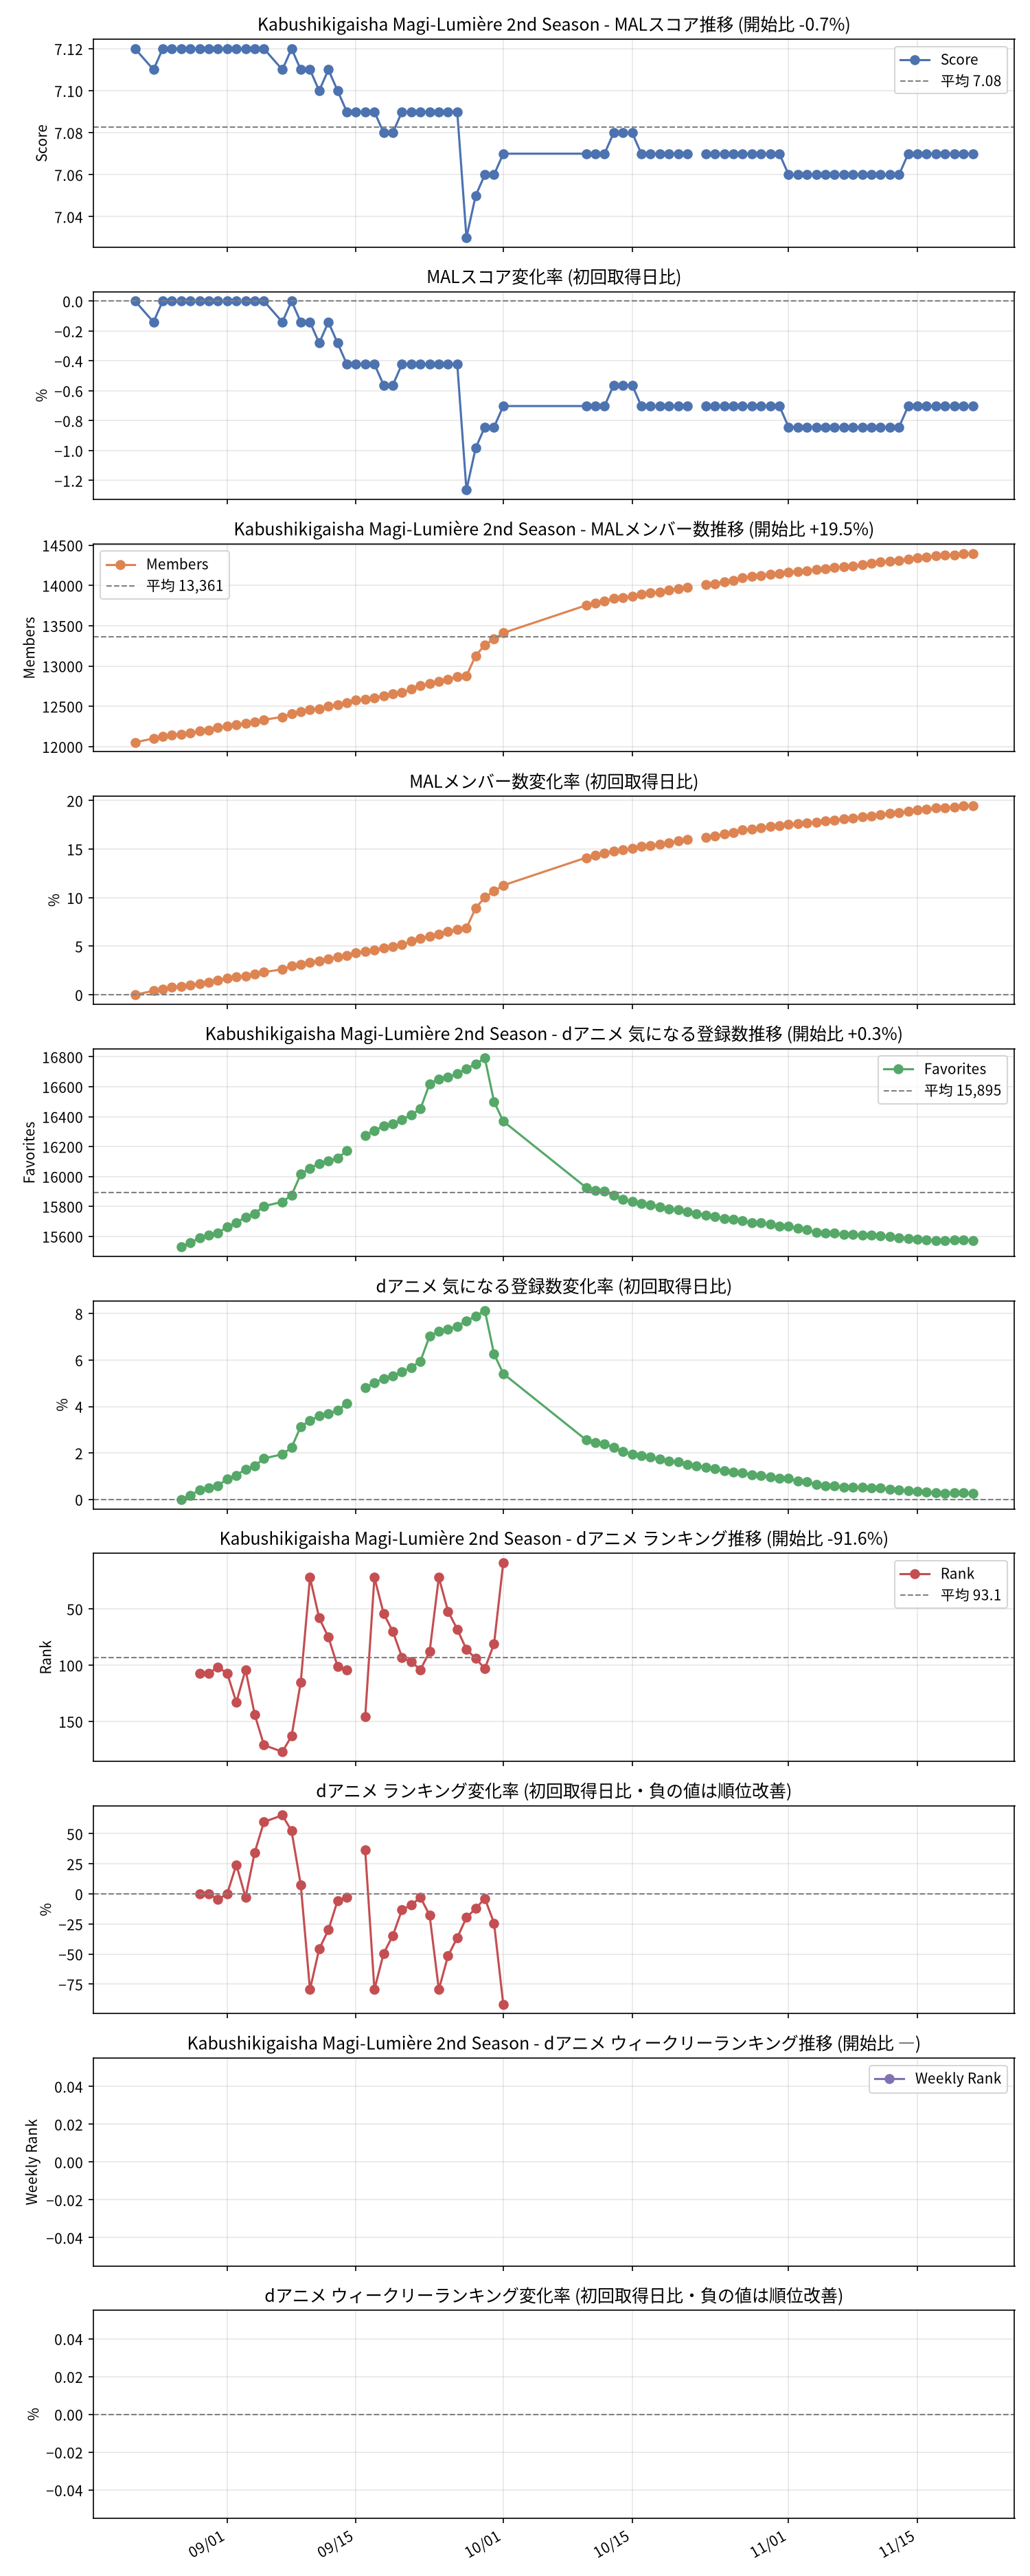 Kabushikigaisha Magi-Lumière 2nd Season - MALスコア推移 (開始比 -0.7%)
7.12
7.10
7.08
7.06
7.04
Score
Score
平均 7.08
MALスコア変化率 (初回取得日比)
0.0
−0.2
−0.4
−0.6
−0.8
−1.0
−1.2
%
Kabushikigaisha Magi-Lumière 2nd Season - MALメンバー数推移 (開始比 +19.5%)
14500
14000
13500
13000
12500
12000
Members
Members
平均 13,361
MALメンバー数変化率 (初回取得日比)
20
15
10
5
0
%
Kabushikigaisha Magi-Lumière 2nd Season - dアニメ 気になる登録数推移 (開始比 +0.3%)
16800
16600
16400
16200
16000
15800
15600
Favorites
Favorites
平均 15,895
dアニメ 気になる登録数変化率 (初回取得日比)
8
6
4
2
0
%
Kabushikigaisha Magi-Lumière 2nd Season - dアニメ ランキング推移 (開始比 -91.6%)
50
100
150
Rank
Rank
平均 93.1
dアニメ ランキング変化率 (初回取得日比・負の値は順位改善)
50
25
0
−25
−50
−75
%
Kabushikigaisha Magi-Lumière 2nd Season - dアニメ ウィークリーランキング推移 (開始比 —)
0.04
0.02
0.00
−0.02
−0.04
Weekly Rank
Weekly Rank
dアニメ ウィークリーランキング変化率 (初回取得日比・負の値は順位改善)
0.04
0.02
0.00
−0.02
−0.04
%
09/01
09/15
10/01
10/15
11/01
11/15